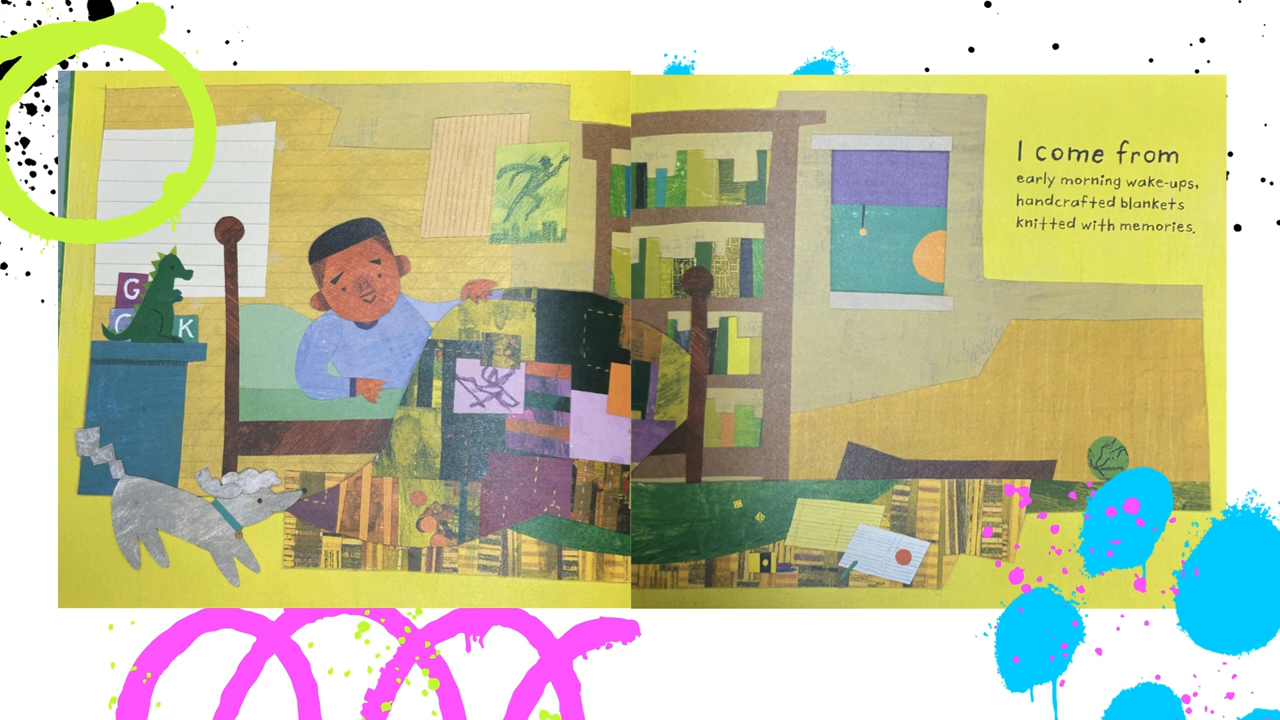 G
K
I come from
early morning wake-ups,
handcrafted blankets
knitted with memories.